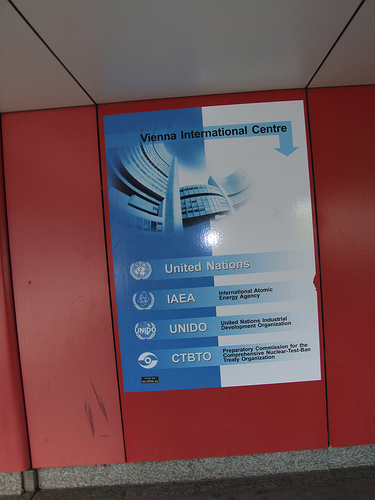 Vienna International Centre
United Nations
IAEA
International Atomic
Energy Agency
UNIDO
UNIDO
United Nations Industrial
Development Organization
CTBTO
Preparatory Commission for the
Comprehensive Nuclear-Test-Ban
Treaty Organization